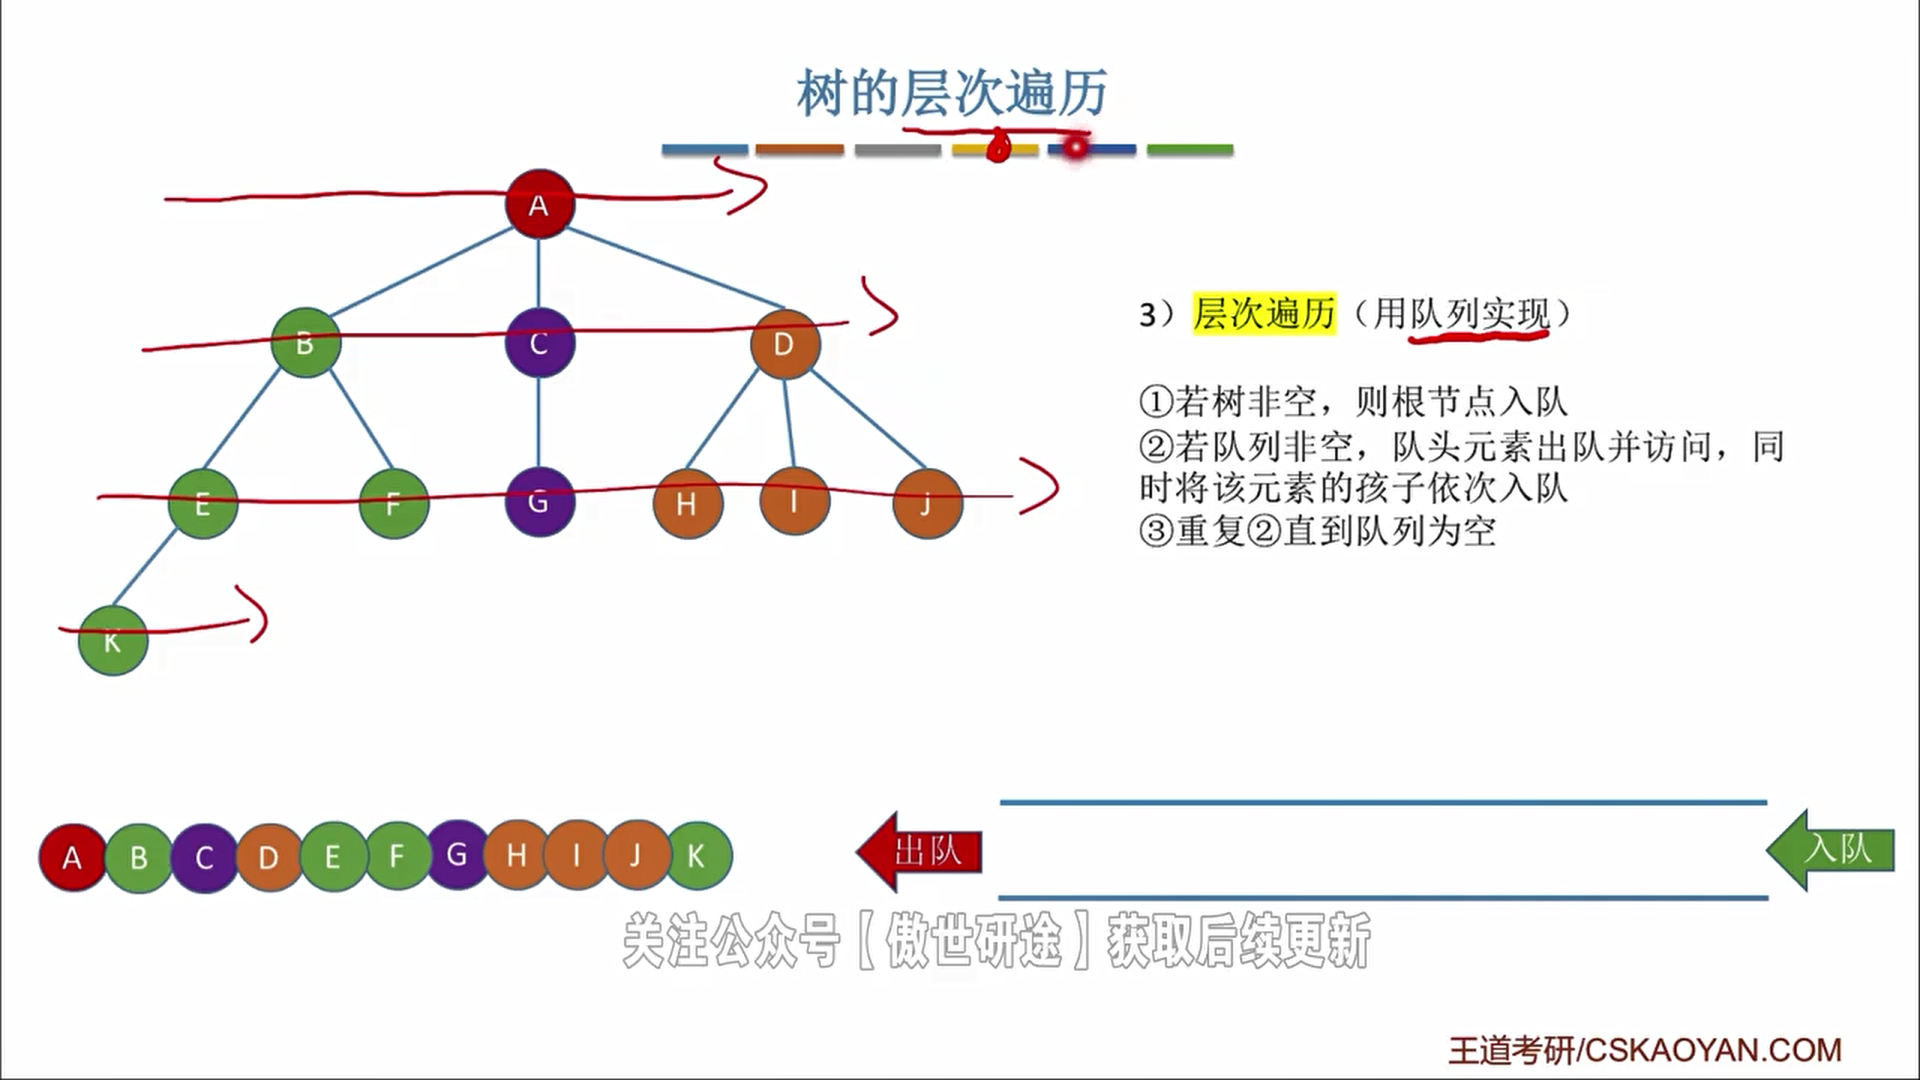 树的层次遍历
A
B C D
E F G H I J
K
3）层次遍历（用队列实现）
①若树非空，则根节点入队
②若队列非空，队头元素出队并访问，同
时将该元素的孩子依次入队
③重复②直到队列为空
A B C D E F G H I J K
出队
入队
关注公众号【傲世研途】获取后续更新
王道考研/CSKAOYAN.COM